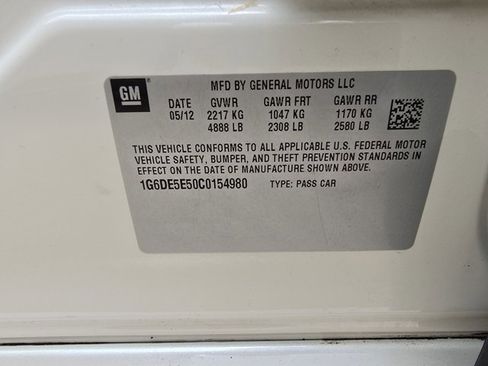 GM
MFD BY GENERAL MOTORS LLC
DATE GVWR GAWR FRT GAWR RR
05/12 2217 KG 1047 KG 1170 KG
4888 LB 2308 LB 2580 LB
THIS VEHICLE CONFORMS TO ALL APPLICABLE U.S. FEDERAL MOTOR
VEHICLE SAFETY, BUMPER, AND THEFT PREVENTION STANDARDS IN
EFFECT ON THE DATE OF MANUFACTURE SHOWN ABOVE.
1G6DE5E50C0154980 TYPE: PASS CAR